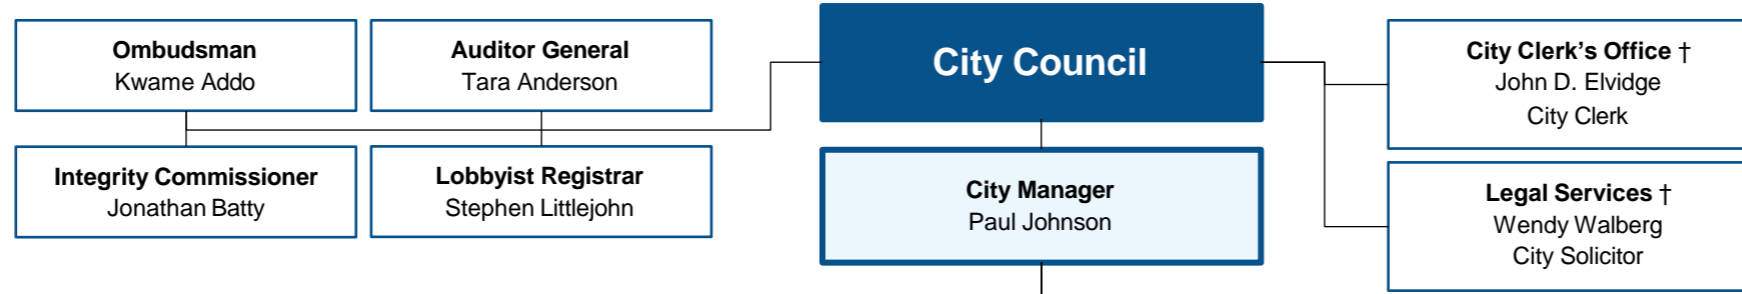 Ombudsman
Kwame Addo
Auditor General
Tara Anderson
Integrity Commissioner
Jonathan Batty
Lobbyist Registrar
Stephen Littlejohn
City Council
City Manager
Paul Johnson
City Clerk’s Office †
John D. Elvidge
City Clerk
Legal Services †
Wendy Walberg
City Solicitor